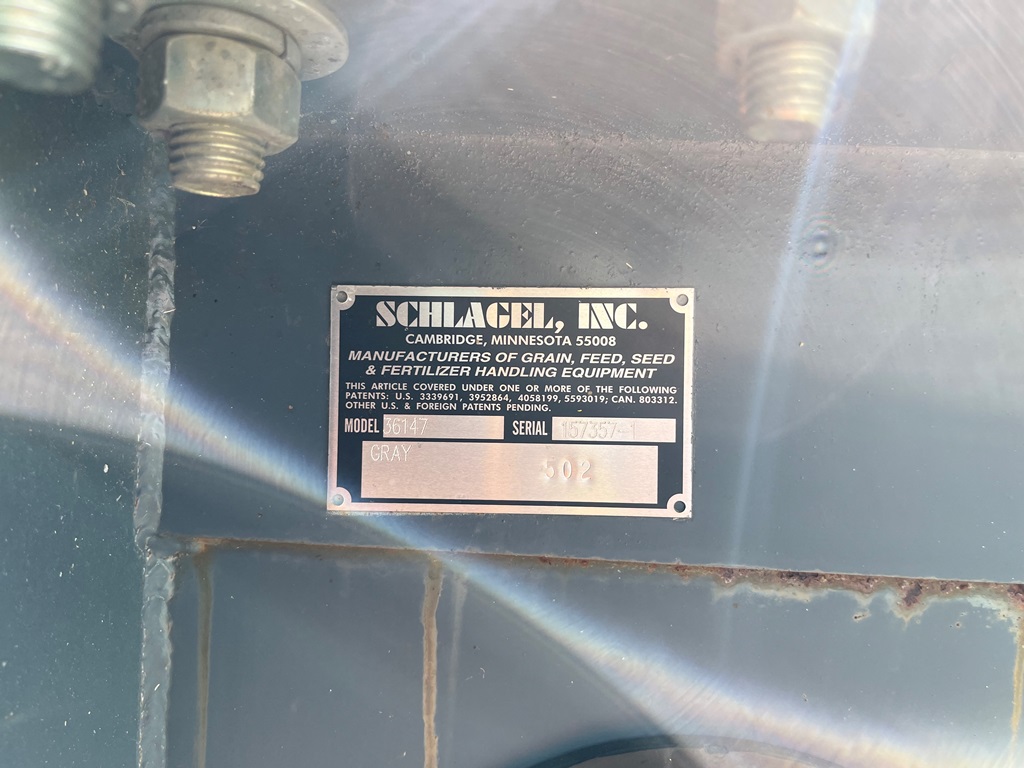 SCHLAGEL, INC.
CAMBRIDGE, MINNESOTA 55008
MANUFACTURERS OF GRAIN, FEED, SEED
& FERTILIZER HANDLING EQUIPMENT
THIS ARTICLE COVERED UNDER ONE OR MORE OF THE FOLLOWING
PATENTS: U.S. 3339691, 3952864, 4058199, 5593019; CAN. 803312.
OTHER U.S. & FOREIGN PATENTS PENDING.
MODEL 36147 SERIAL 157357-1
GRAY
502